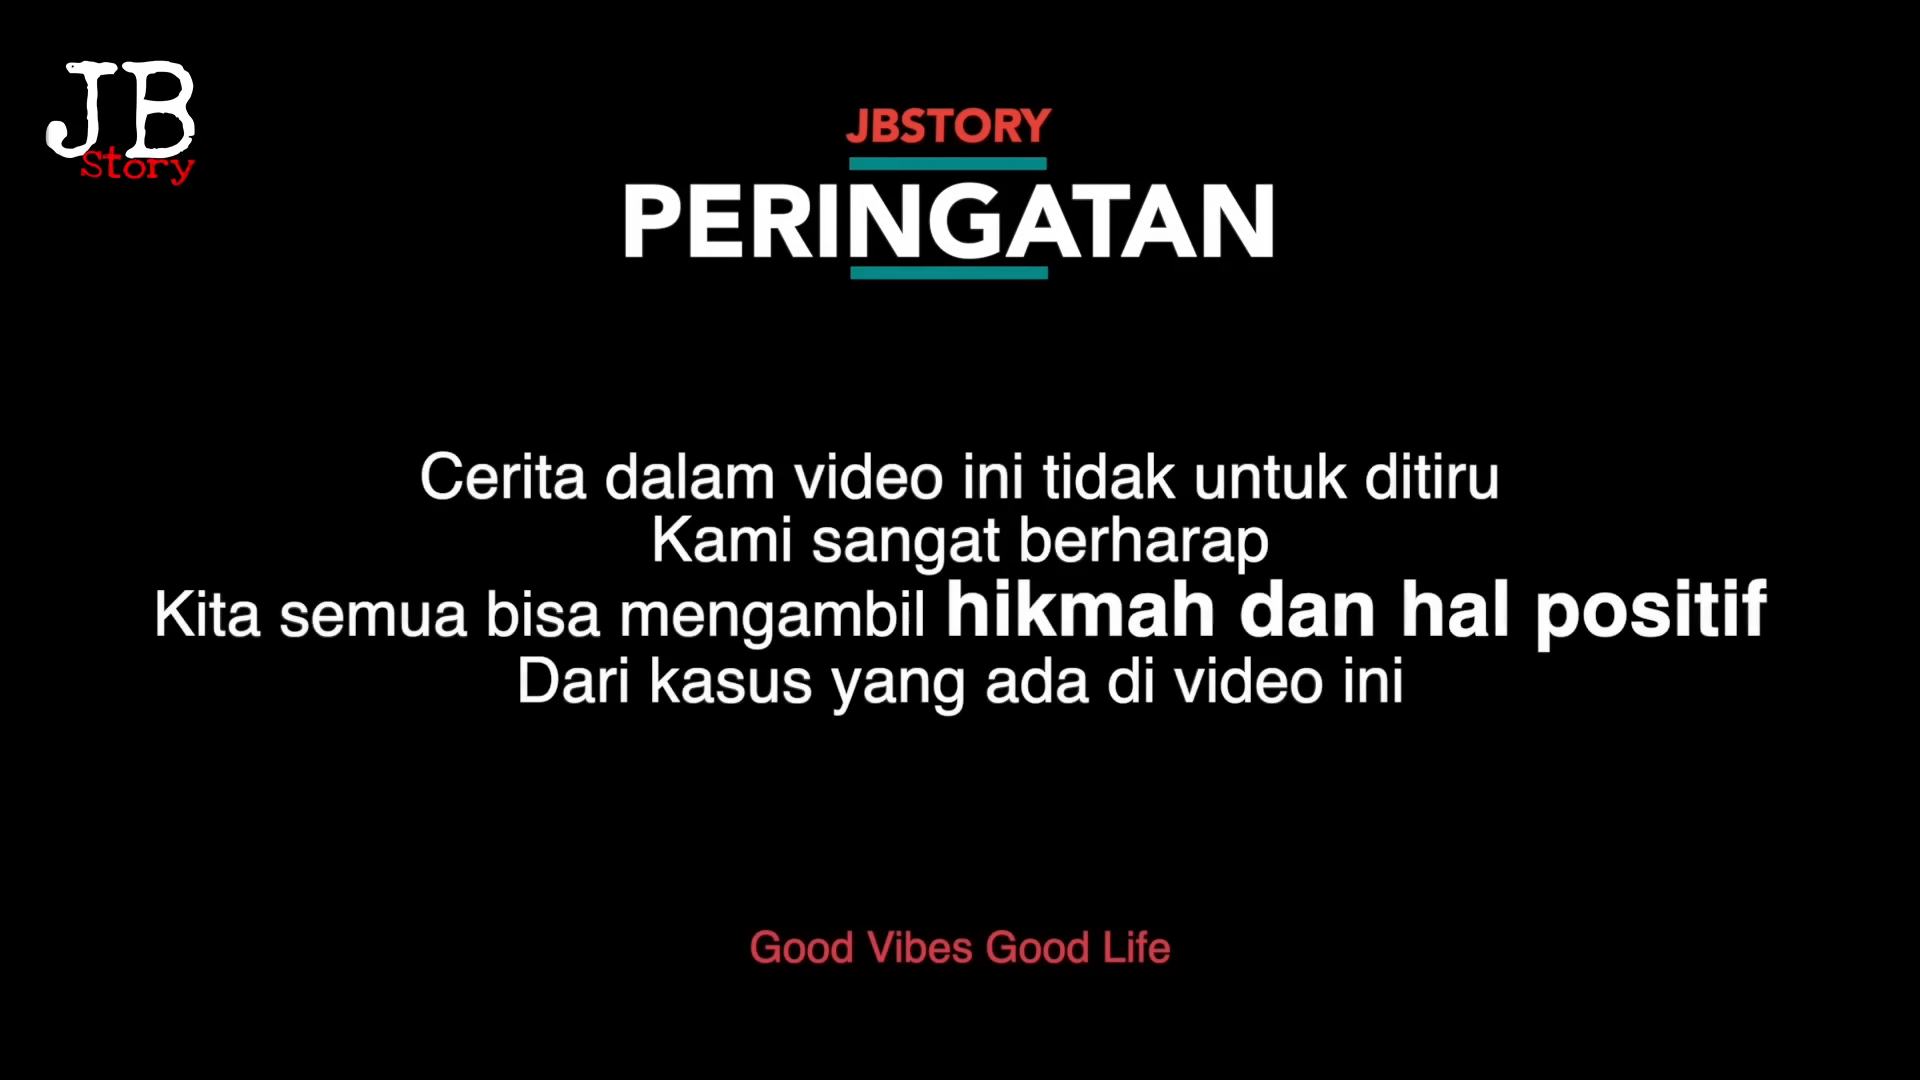 JB
Story
JBSTORY
PERINGATAN
Cerita dalam video ini tidak untuk ditiru
Kami sangat berharap
Kita semua bisa mengambil hikmah dan hal positif
Dari kasus yang ada di video ini
Good Vibes Good Life